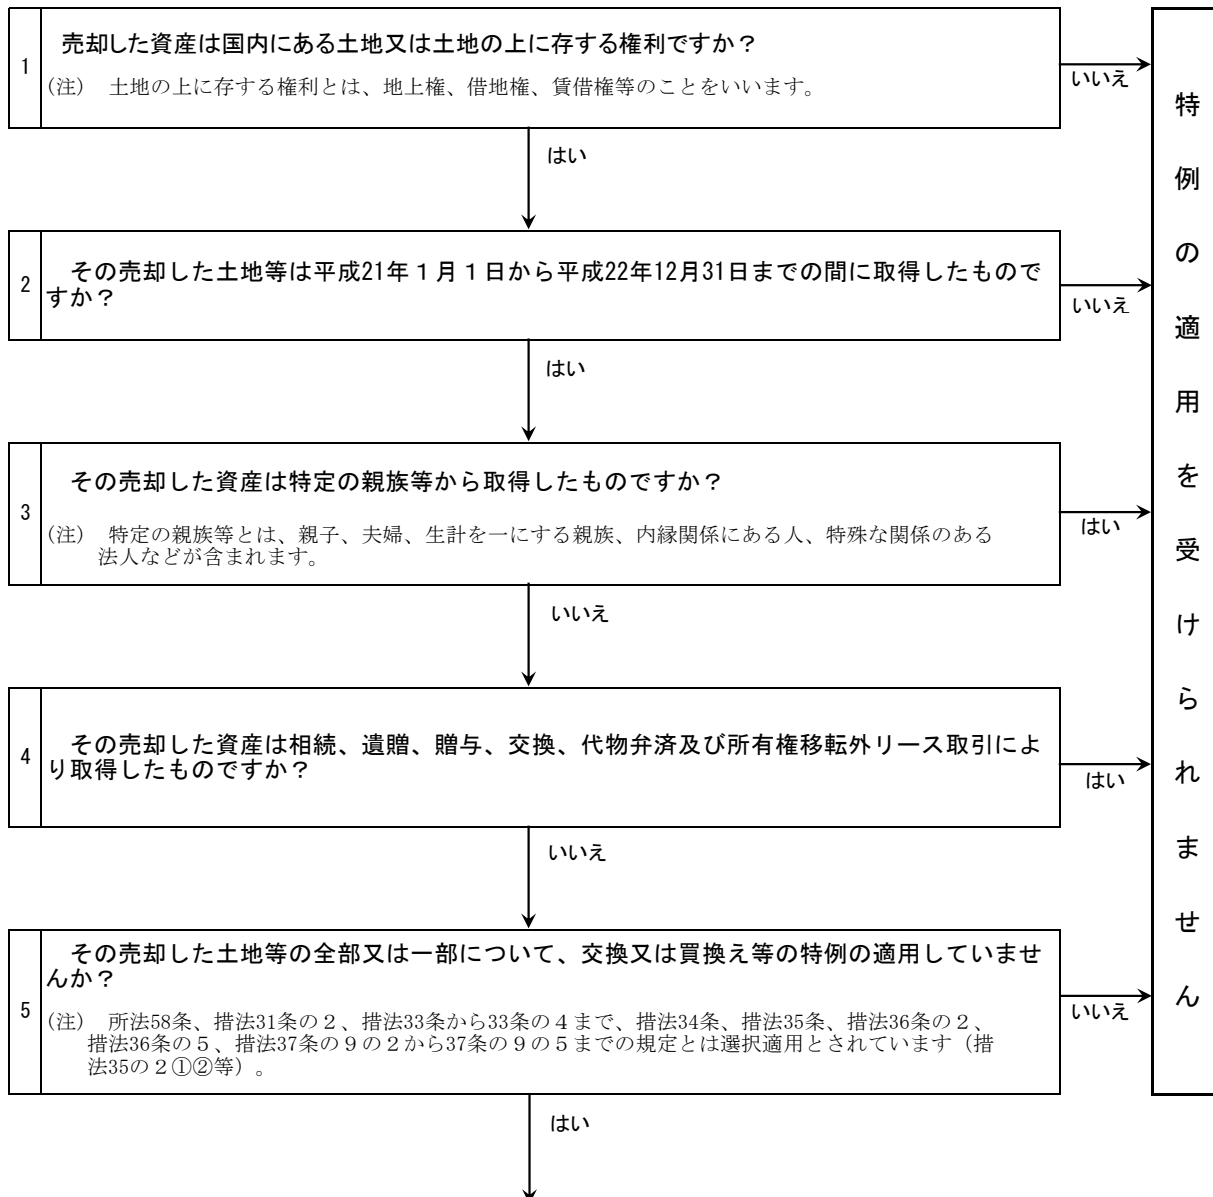 1
売却した資産は国内にある土地又は土地の上に存する権利ですか？
(注)　土地の上に存する権利とは、地上権、借地権、賃借権等のことをいいます。
いいえ
はい
2
その売却した土地等は平成21年１月１日から平成22年12月31日までの間に取得したもので
すか？
いいえ
はい
3
その売却した資産は特定の親族等から取得したものですか？
(注)　特定の親族等とは、親子、夫婦、生計を一にする親族、内縁関係にある人、特殊な関係のある
法人などが含まれます。
はい
いいえ
4
その売却した資産は相続、遺贈、贈与、交換、代物弁済及び所有権移転外リース取引によ
り取得したものですか？
はい
いいえ
5
その売却した土地等の全部又は一部について、交換又は買換え等の特例の適用していませ
んか？
(注)　所法58条、措法31条の２、措法33条から33条の４まで、措法34条、措法35条、措法36条の２、
措法36条の５、措法37条の９の２から37条の９の５までの規定とは選択適用とされています（措
法35の２①②等）。
いいえ
はい
特例の適用を受けられません